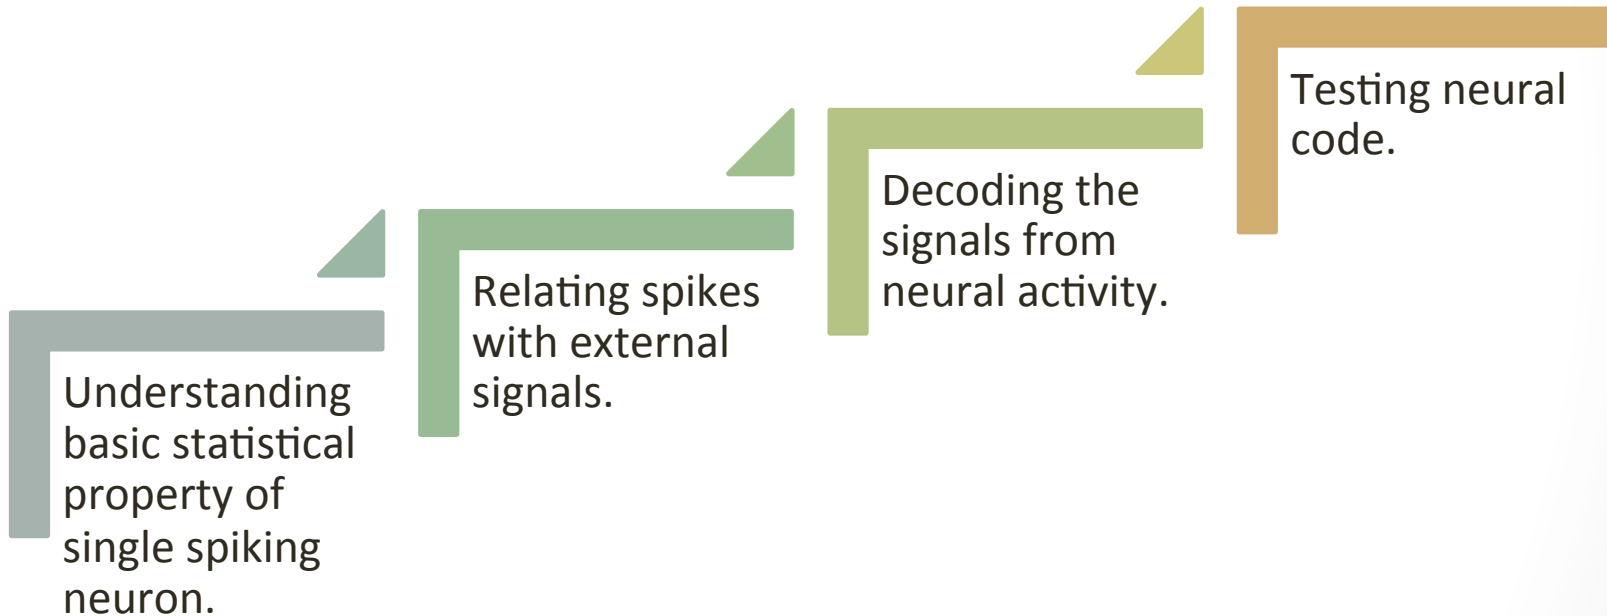 Understanding
basic statistical
property of
single spiking
neuron.
Relating spikes
with external
signals.
Decoding the
signals from
neural activity.
Testing neural
code.